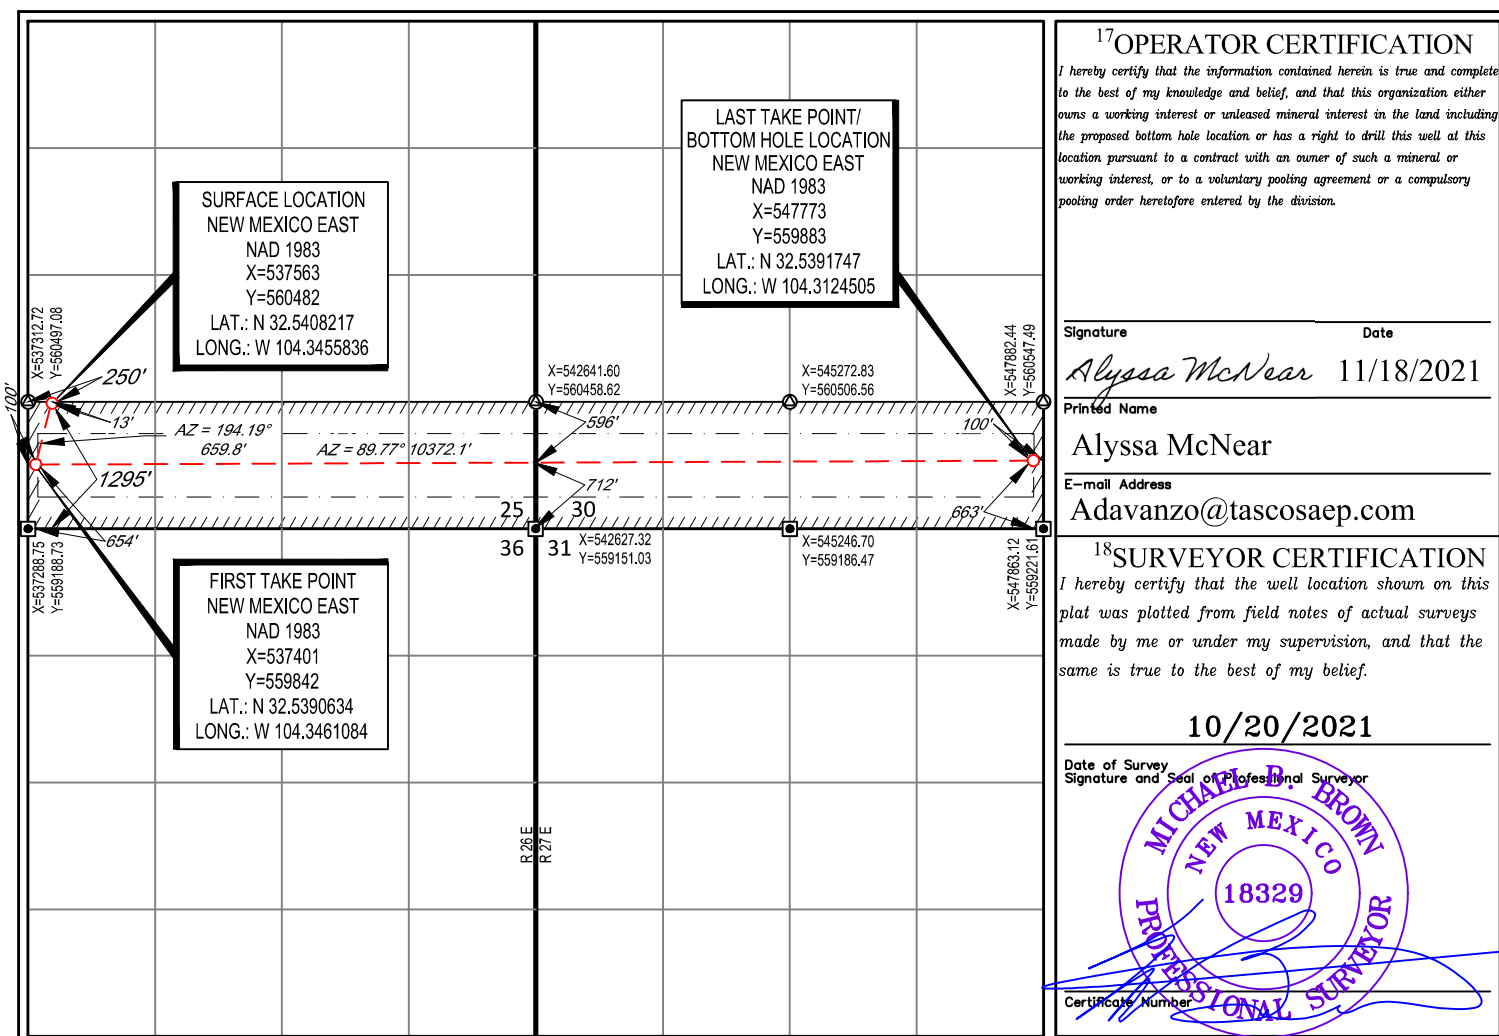 SURFACE LOCATION
NEW MEXICO EAST
NAD 1983
X=537563
Y=560482
LAT.: N 32.5408217
LONG.: W 104.3455836
LAST TAKE POINT/
BOTTOM HOLE LOCATION
NEW MEXICO EAST
NAD 1983
X=547773
Y=559883
LAT.: N 32.5391747
LONG.: W 104.3124505
X=537312.72
Y=560497.08
X=542641.60
Y=560458.62
X=545272.83
Y=560506.56
X=547882.44
Y=560547.49
100'
250'
13'
AZ = 194.19°
659.8'
AZ = 89.77° 10372.1'
596'
100'
1295'
712'
654'
663'
25
30
36
31
X=537288.75
Y=559188.73
X=542627.32
Y=559151.03
X=545246.70
Y=559186.47
X=547863.12
Y=559221.61
FIRST TAKE POINT
NEW MEXICO EAST
NAD 1983
X=537401
Y=559842
LAT.: N 32.5390634
LONG.: W 104.3461084
R 26 E
R 27 E
17OPERATOR CERTIFICATION
I hereby certify that the information contained herein is true and complete
to the best of my knowledge and belief, and that this organization either
owns a working interest or unleased mineral interest in the land including
the proposed bottom hole location or has a right to drill this well at this
location pursuant to a contract with an owner of such a mineral or
working interest, or to a voluntary pooling agreement or a compulsory
pooling order heretofore entered by the division.
Signature Date
Alyssa McNear 11/18/2021
Printed Name
Alyssa McNear
E-mail Address
Adavanzo@tascosaep.com
18SURVEYOR CERTIFICATION
I hereby certify that the well location shown on this
plat was plotted from field notes of actual surveys
made by me or under my supervision, and that the
same is true to the best of my belief.
10/20/2021
Date of Survey
Signature and Seal of Professional Surveyor
MICHAEL B. BROWN
NEW MEXICO
18329
PROFESSIONAL SURVEYOR
Certificate Number